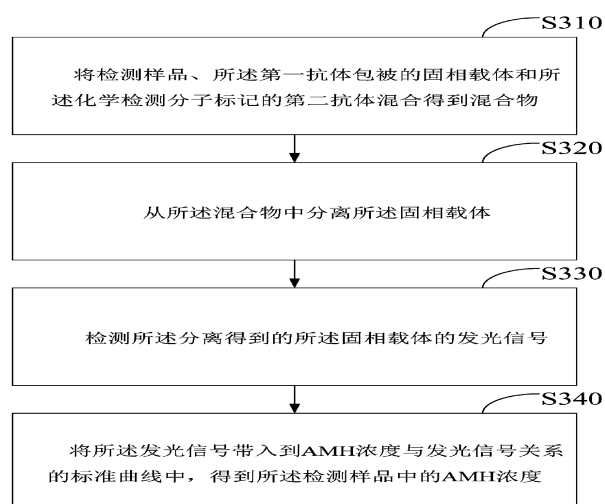 S310
将检测样品、所述第一抗体包被的固相载体和所
述化学检测分子标记的第二抗体混合得到混合物
S320
从所述混合物中分离所述固相载体
S330
检测所述分离得到的所述固相载体的发光信号
S340
将所述发光信号带入到AMH浓度与发光信号关系
的标准曲线中，得到所述检测样品中的AMH浓度